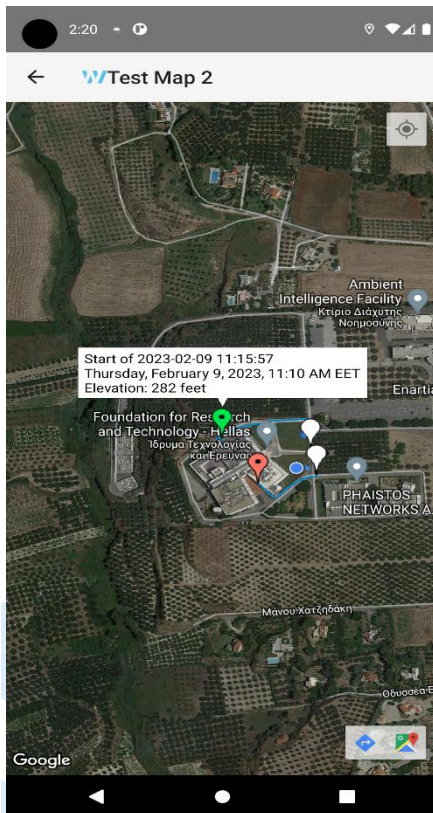 2:20
Test Map 2
Ambient
Intelligence Facility
Κτίριο Διάχυτης
Νοημοσύνης
Start of 2023-02-09 11:15:57
Thursday, February 9, 2023, 11:10 AM EET
Elevation: 282 feet
Enartia
Foundation for Research
and Technology - Hellas
Ίδρυμα Τεχνολογίας
και Έρευνας
PHAISTOS
NETWORKS A.
Μάνου Χατζηδάκη
Οδυσσέα Ε
Google